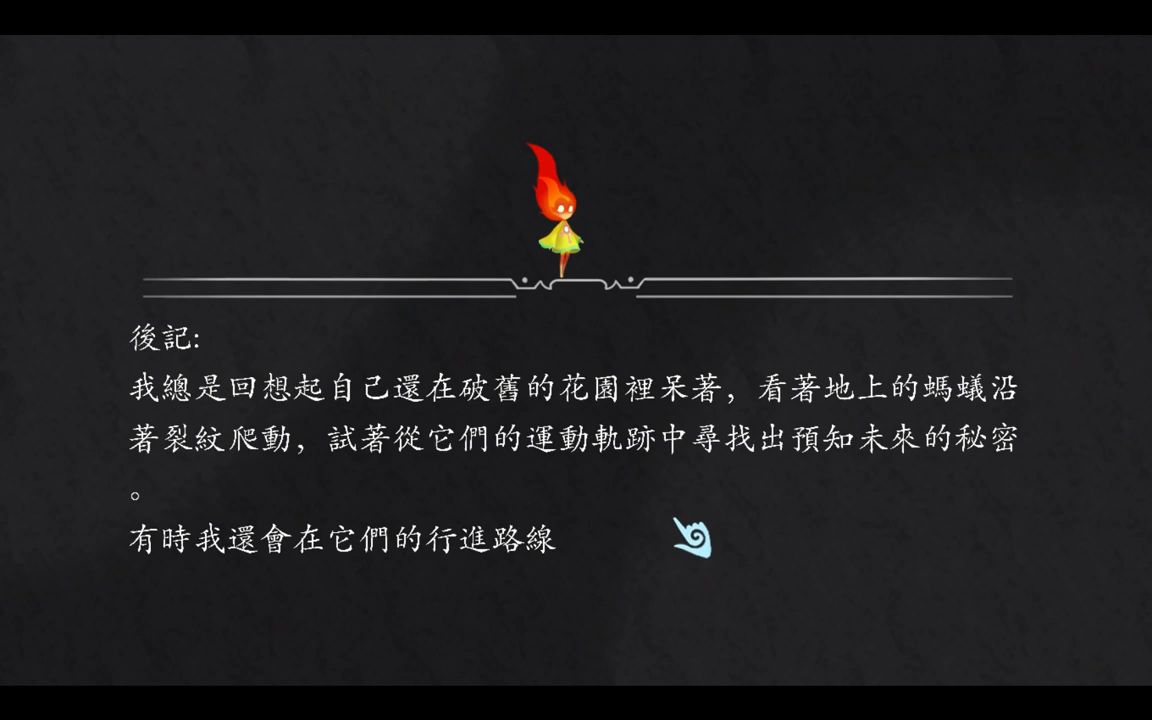 後記:
我總是回想起自己還在破舊的花園裡呆著，看著地上的螞蟻沿
著裂紋爬動，試著從它們的運動軌跡中尋找出預知未來的秘密
。
有時我還會在它們的行進路線